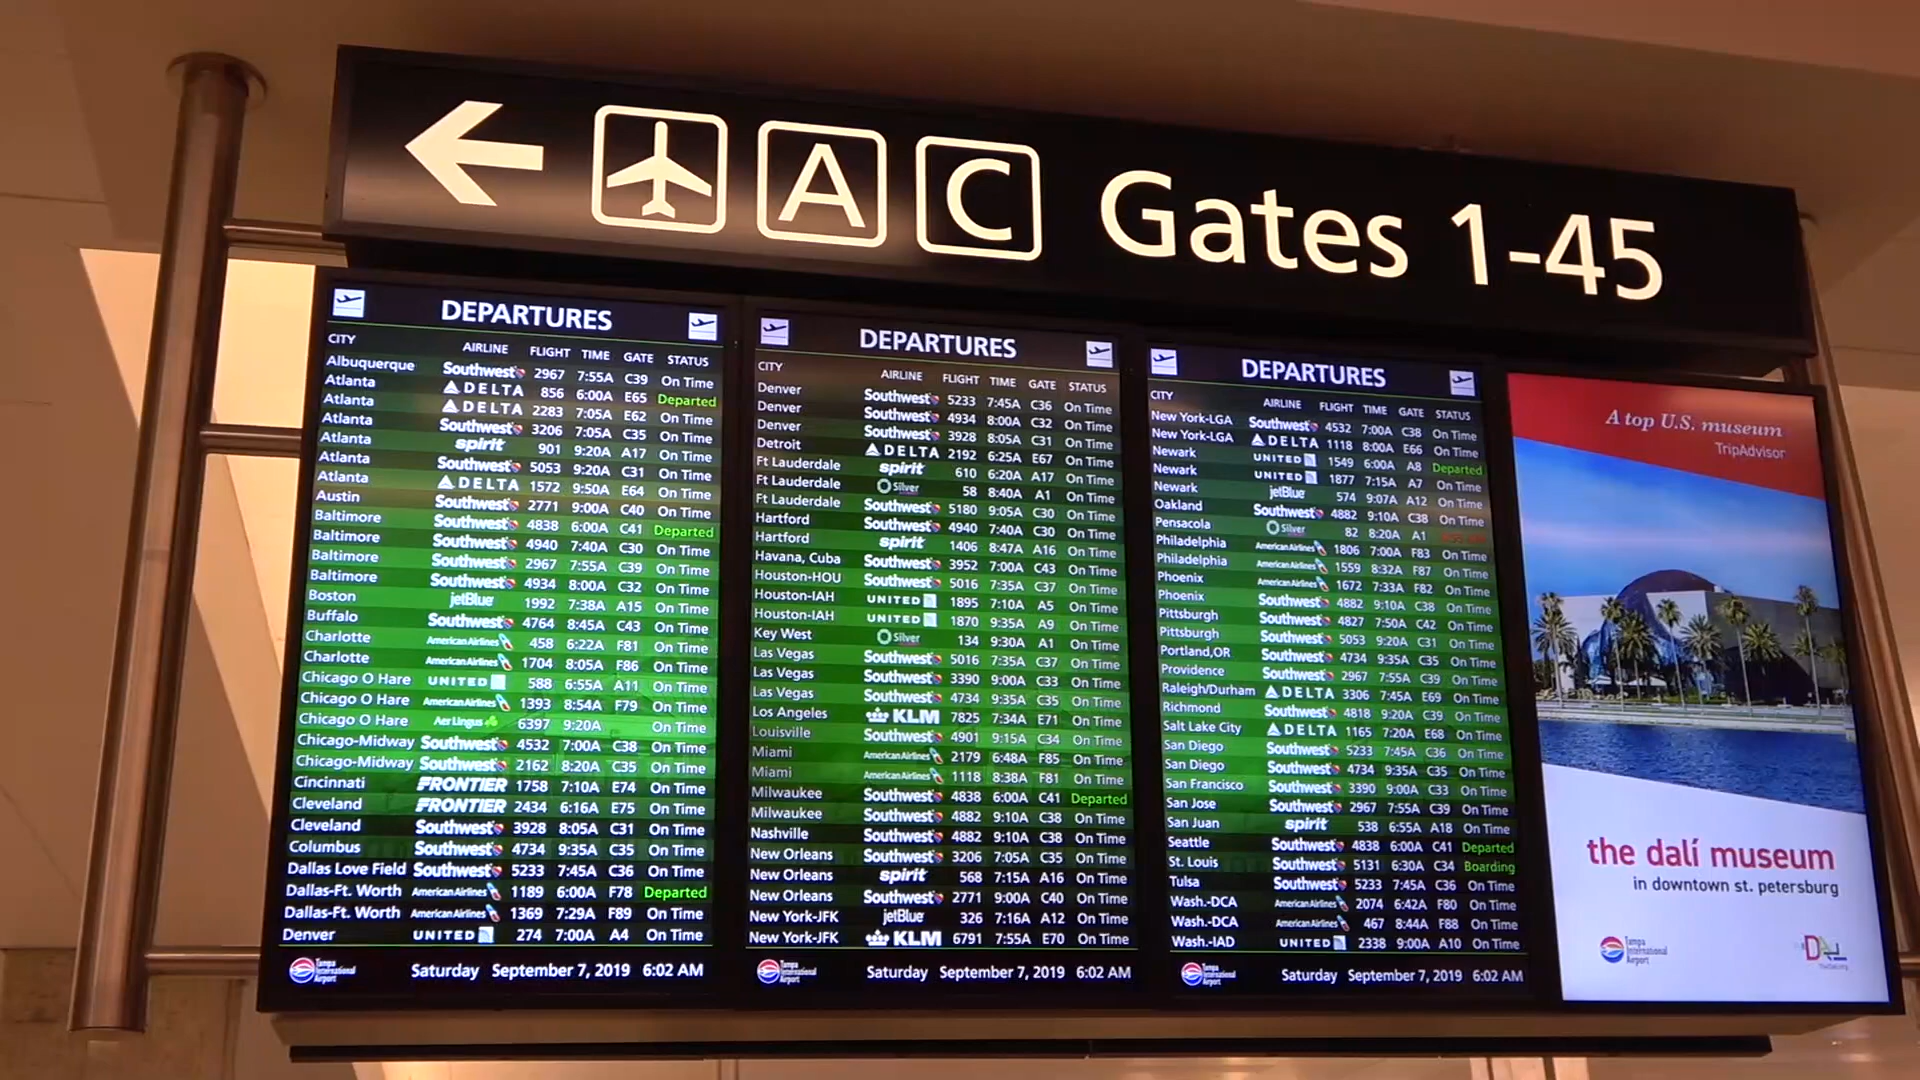 A C Gates 1-45
DEPARTURES
CITY AIRLINE FLIGHT TIME GATE STATUS
Albuquerque Southwest 2967 7:55A C39 On Time
Atlanta DELTA 856 6:00A E65 Departed
Atlanta DELTA 2283 7:05A E62 On Time
Atlanta Southwest 3206 7:05A C35 On Time
Atlanta spirit 901 9:20A A17 On Time
Atlanta Southwest 5053 9:20A C31 On Time
Atlanta DELTA 1572 9:50A E64 On Time
Austin Southwest 2771 9:00A C40 On Time
Baltimore Southwest 4838 6:00A C41 Departed
Baltimore Southwest 4940 7:40A C30 On Time
Baltimore Southwest 2967 7:55A C39 On Time
Baltimore Southwest 4934 8:00A C32 On Time
Boston jetBlue 1992 7:38A A15 On Time
Buffalo Southwest 4764 8:45A C43 On Time
Charlotte American Airlines 458 6:22A F81 On Time
Charlotte American Airlines 1704 8:05A F86 On Time
Chicago O Hare UNITED 588 6:55A A11 On Time
Chicago O Hare American Airlines 1393 8:54A F79 On Time
Chicago O Hare Aer Lingus 6397 9:20A On Time
Chicago-Midway Southwest 4532 7:00A C38 On Time
Chicago-Midway Southwest 2162 8:20A C35 On Time
Cincinnati FRONTIER 1758 7:10A E74 On Time
Cleveland FRONTIER 2434 6:16A E75 On Time
Cleveland Southwest 3928 8:05A C31 On Time
Columbus Southwest 4734 9:35A C35 On Time
Dallas Love Field Southwest 5233 7:45A C36 On Time
Dallas-Ft. Worth American Airlines 1189 6:00A F78 Departed
Dallas-Ft. Worth American Airlines 1369 7:29A F89 On Time
Denver UNITED 274 7:00A A4 On Time
Tampa International Airport Saturday September 7, 2019 6:02 AM
DEPARTURES
CITY AIRLINE FLIGHT TIME GATE STATUS
Denver Southwest 5233 7:45A C36 On Time
Denver Southwest 4934 8:00A C32 On Time
Denver Southwest 3928 8:05A C31 On Time
Detroit DELTA 2192 6:25A E67 On Time
Ft Lauderdale spirit 610 6:20A A17 On Time
Ft Lauderdale Silver 58 8:40A A1 On Time
Ft Lauderdale Southwest 5180 9:05A C30 On Time
Hartford Southwest 4940 7:40A C30 On Time
Hartford spirit 1406 8:47A A16 On Time
Havana, Cuba Southwest 3952 7:00A C43 On Time
Houston-HOU Southwest 5016 7:35A C37 On Time
Houston-IAH UNITED 1895 7:10A A5 On Time
Houston-IAH UNITED 1870 9:35A A9 On Time
Key West Silver 134 9:30A A1 On Time
Las Vegas Southwest 5016 7:35A C37 On Time
Las Vegas Southwest 3390 9:00A C33 On Time
Las Vegas Southwest 4734 9:35A C35 On Time
Los Angeles KLM 7825 7:34A E71 On Time
Louisville Southwest 4901 9:15A C34 On Time
Miami American Airlines 2179 6:48A F85 On Time
Miami American Airlines 1118 8:38A F81 On Time
Milwaukee Southwest 4838 6:00A C41 Departed
Milwaukee Southwest 4882 9:10A C38 On Time
Nashville Southwest 4882 9:10A C38 On Time
New Orleans Southwest 3206 7:05A C35 On Time
New Orleans spirit 568 7:15A A16 On Time
New Orleans Southwest 2771 9:00A C40 On Time
New York-JFK jetBlue 326 7:16A A12 On Time
New York-JFK KLM 6791 7:55A E70 On Time
Tampa International Airport Saturday September 7, 2019 6:02 AM
DEPARTURES
CITY AIRLINE FLIGHT TIME GATE STATUS
New York-LGA Southwest 4532 7:00A C38 On Time
New York-LGA DELTA 1118 8:00A E66 On Time
Newark UNITED 1549 6:00A A8 Departed
Newark UNITED 1877 7:15A A7 On Time
Newark jetBlue 574 9:07A A12 On Time
Oakland Southwest 4882 9:10A C38 On Time
Pensacola Silver 82 8:20A A1
Philadelphia American Airlines 1806 7:00A F83 On Time
Philadelphia American Airlines 1559 8:32A F87 On Time
Phoenix American Airlines 1672 7:33A F82 On Time
Phoenix Southwest 4882 9:10A C38 On Time
Pittsburgh Southwest 4827 7:50A C42 On Time
Pittsburgh Southwest 5053 9:20A C31 On Time
Portland,OR Southwest 4734 9:35A C35 On Time
Providence Southwest 2967 7:55A C39 On Time
Raleigh/Durham DELTA 3306 7:45A E69 On Time
Richmond Southwest 4818 9:20A C39 On Time
Salt Lake City DELTA 1165 7:20A E68 On Time
San Diego Southwest 5233 7:45A C36 On Time
San Diego Southwest 4734 9:35A C35 On Time
San Francisco Southwest 3390 9:00A C33 On Time
San Jose Southwest 2967 7:55A C39 On Time
San Juan spirit 538 6:55A A18 On Time
Seattle Southwest 4838 6:00A C41 Departed
St. Louis Southwest 5131 6:30A C34 Boarding
Tulsa Southwest 5233 7:45A C36 On Time
Wash.-DCA American Airlines 2074 6:42A F80 On Time
Wash.-DCA American Airlines 467 8:44A F88 On Time
Wash.-IAD UNITED 2338 9:00A A10 On Time
Tampa International Airport Saturday September 7, 2019 6:02 AM
A top U.S. museum
TripAdvisor
the dalí museum
in downtown st. petersburg
Tampa International Airport